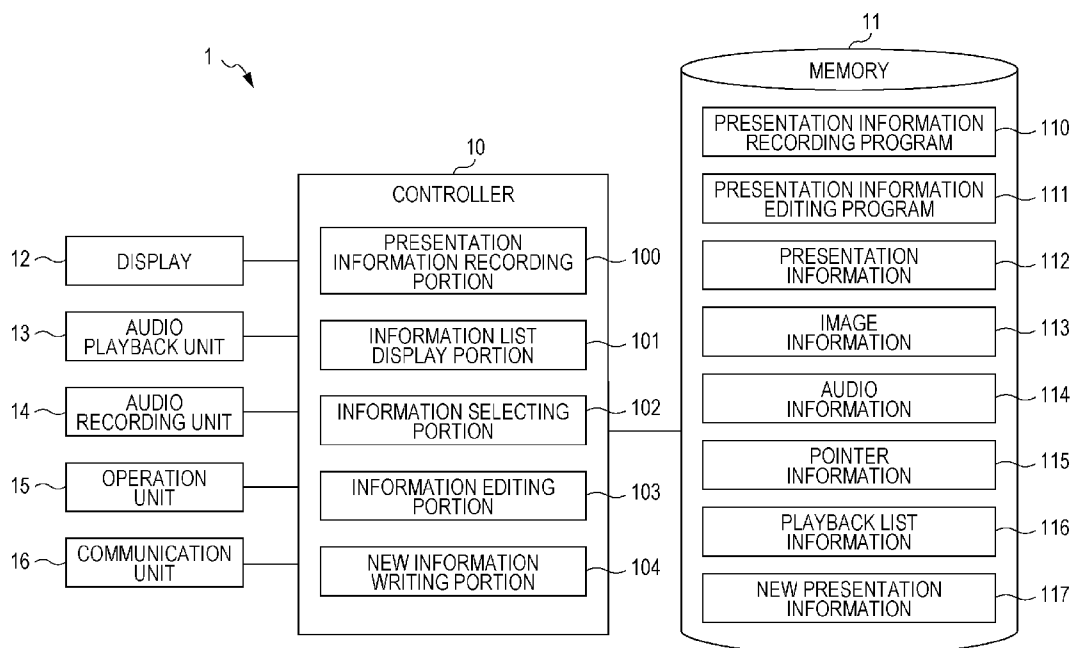 1
12
DISPLAY
13
AUDIO
PLAYBACK UNIT
14
AUDIO
RECORDING UNIT
15
OPERATION
UNIT
16
COMMUNICATION
UNIT
10
CONTROLLER
PRESENTATION
INFORMATION RECORDING
PORTION
100
INFORMATION LIST
DISPLAY PORTION
101
INFORMATION SELECTING
PORTION
102
INFORMATION EDITING
PORTION
103
NEW INFORMATION
WRITING PORTION
104
11
MEMORY
PRESENTATION INFORMATION
RECORDING PROGRAM
110
PRESENTATION INFORMATION
EDITING PROGRAM
111
PRESENTATION
INFORMATION
112
IMAGE
INFORMATION
113
AUDIO
INFORMATION
114
POINTER
INFORMATION
115
PLAYBACK LIST
INFORMATION
116
NEW PRESENTATION
INFORMATION
117